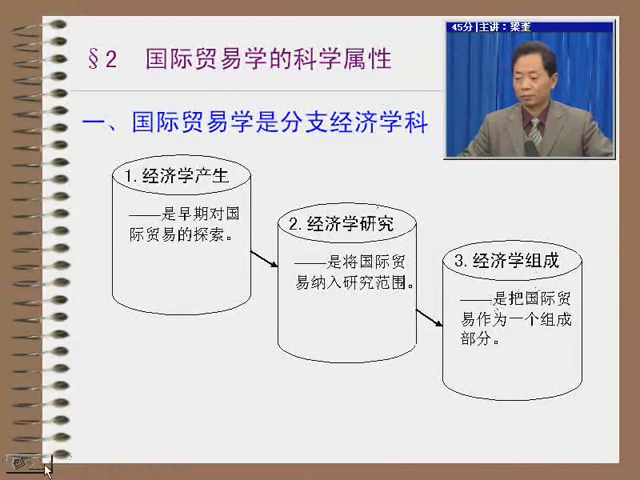 45分|主讲:梁奎
§2 国际贸易学的科学属性
一、国际贸易学是分支经济学科
1.经济学产生
——是早期对国
际贸易的探索。
2.经济学研究
——是将国际贸
易纳入研究范围。
3.经济学组成
——是把国际贸
易作为一个组成
部分。